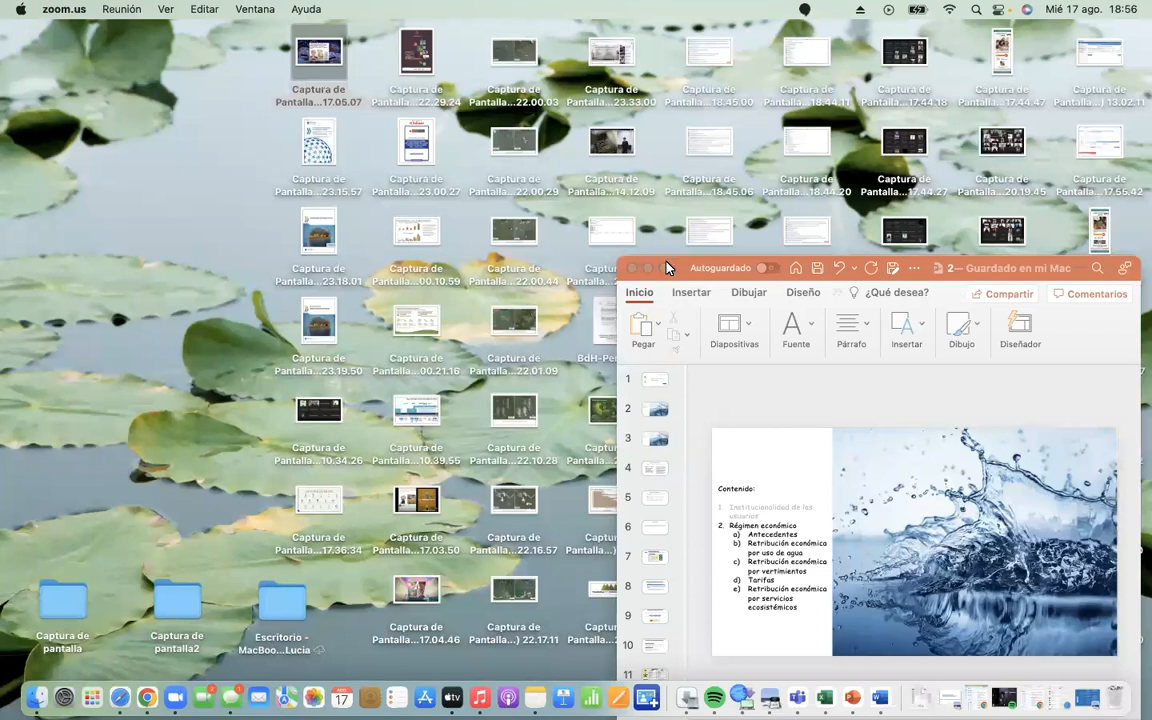 zoom.us Reunión Ver Editar Ventana Ayuda Mié 17 ago. 18:56
Captura de Captura de Captura de Captura de Captura de Captura de Captura de Captura de Captura de
Pantalla...17.05.07 Pantalla...22.29.24 Pantalla...22.00.03 Pantalla...23.33.00 Pantalla...18.45.00 Pantalla...18.44.11 Pantalla...17.44.18 Pantall...17.44.47 Pantalla...) 13.02.11
Captura de Captura de Captura de Captura de Captura de Captura de Captura de Captura de Captura de
Pantalla...23.15.57 Pantalla...23.00.27 Pantalla...22.00.29 Pantalla...14.12.09 Pantalla...18.45.06 Pantalla...18.44.20 Pantalla...17.44.27 Pantalla...20.19.45 Pantalla...17.55.42
Captura de Captura de Captura de
Pantalla...23.18.01 Pantalla...00.10.59 Pantalla...22.00.44
Captura de Captura de Captura de BdH-Pe
Pantalla...23.19.50 Pantalla...00.21.16 Pantalla...22.01.09
Captura de Captura de Captura de
Pantalla...10.34.26 Pantalla...10.39.55 Pantalla...22.10.28
Captura de Captura de Captura de
Pantalla...17.36.34 Pantalla...17.03.50 Pantalla...22.16.57
Captura de Captura de
Pantalla...17.04.46 Pantalla...) 22.17.11
Captura de
pantalla
Captura de
pantalla2
Escritorio -
MacBoo...Lucia
Autoguardado 2— Guardado en mi Mac
Inicio Insertar Dibujar Diseño ¿Qué desea? Compartir Comentarios
Pegar Diapositivas Fuente Párrafo Insertar Dibujo Diseñador
1
2
3
4
5
6
7
8
9
10
11
Contenido:
1. Institucionalidad de los
usuarios
2. Régimen económico
a) Antecedentes
b) Retribución económica
por uso de agua
c) Retribución económica
por vertimientos
d) Tarifas
e) Retribución económica
por servicios
ecosistémicos
17